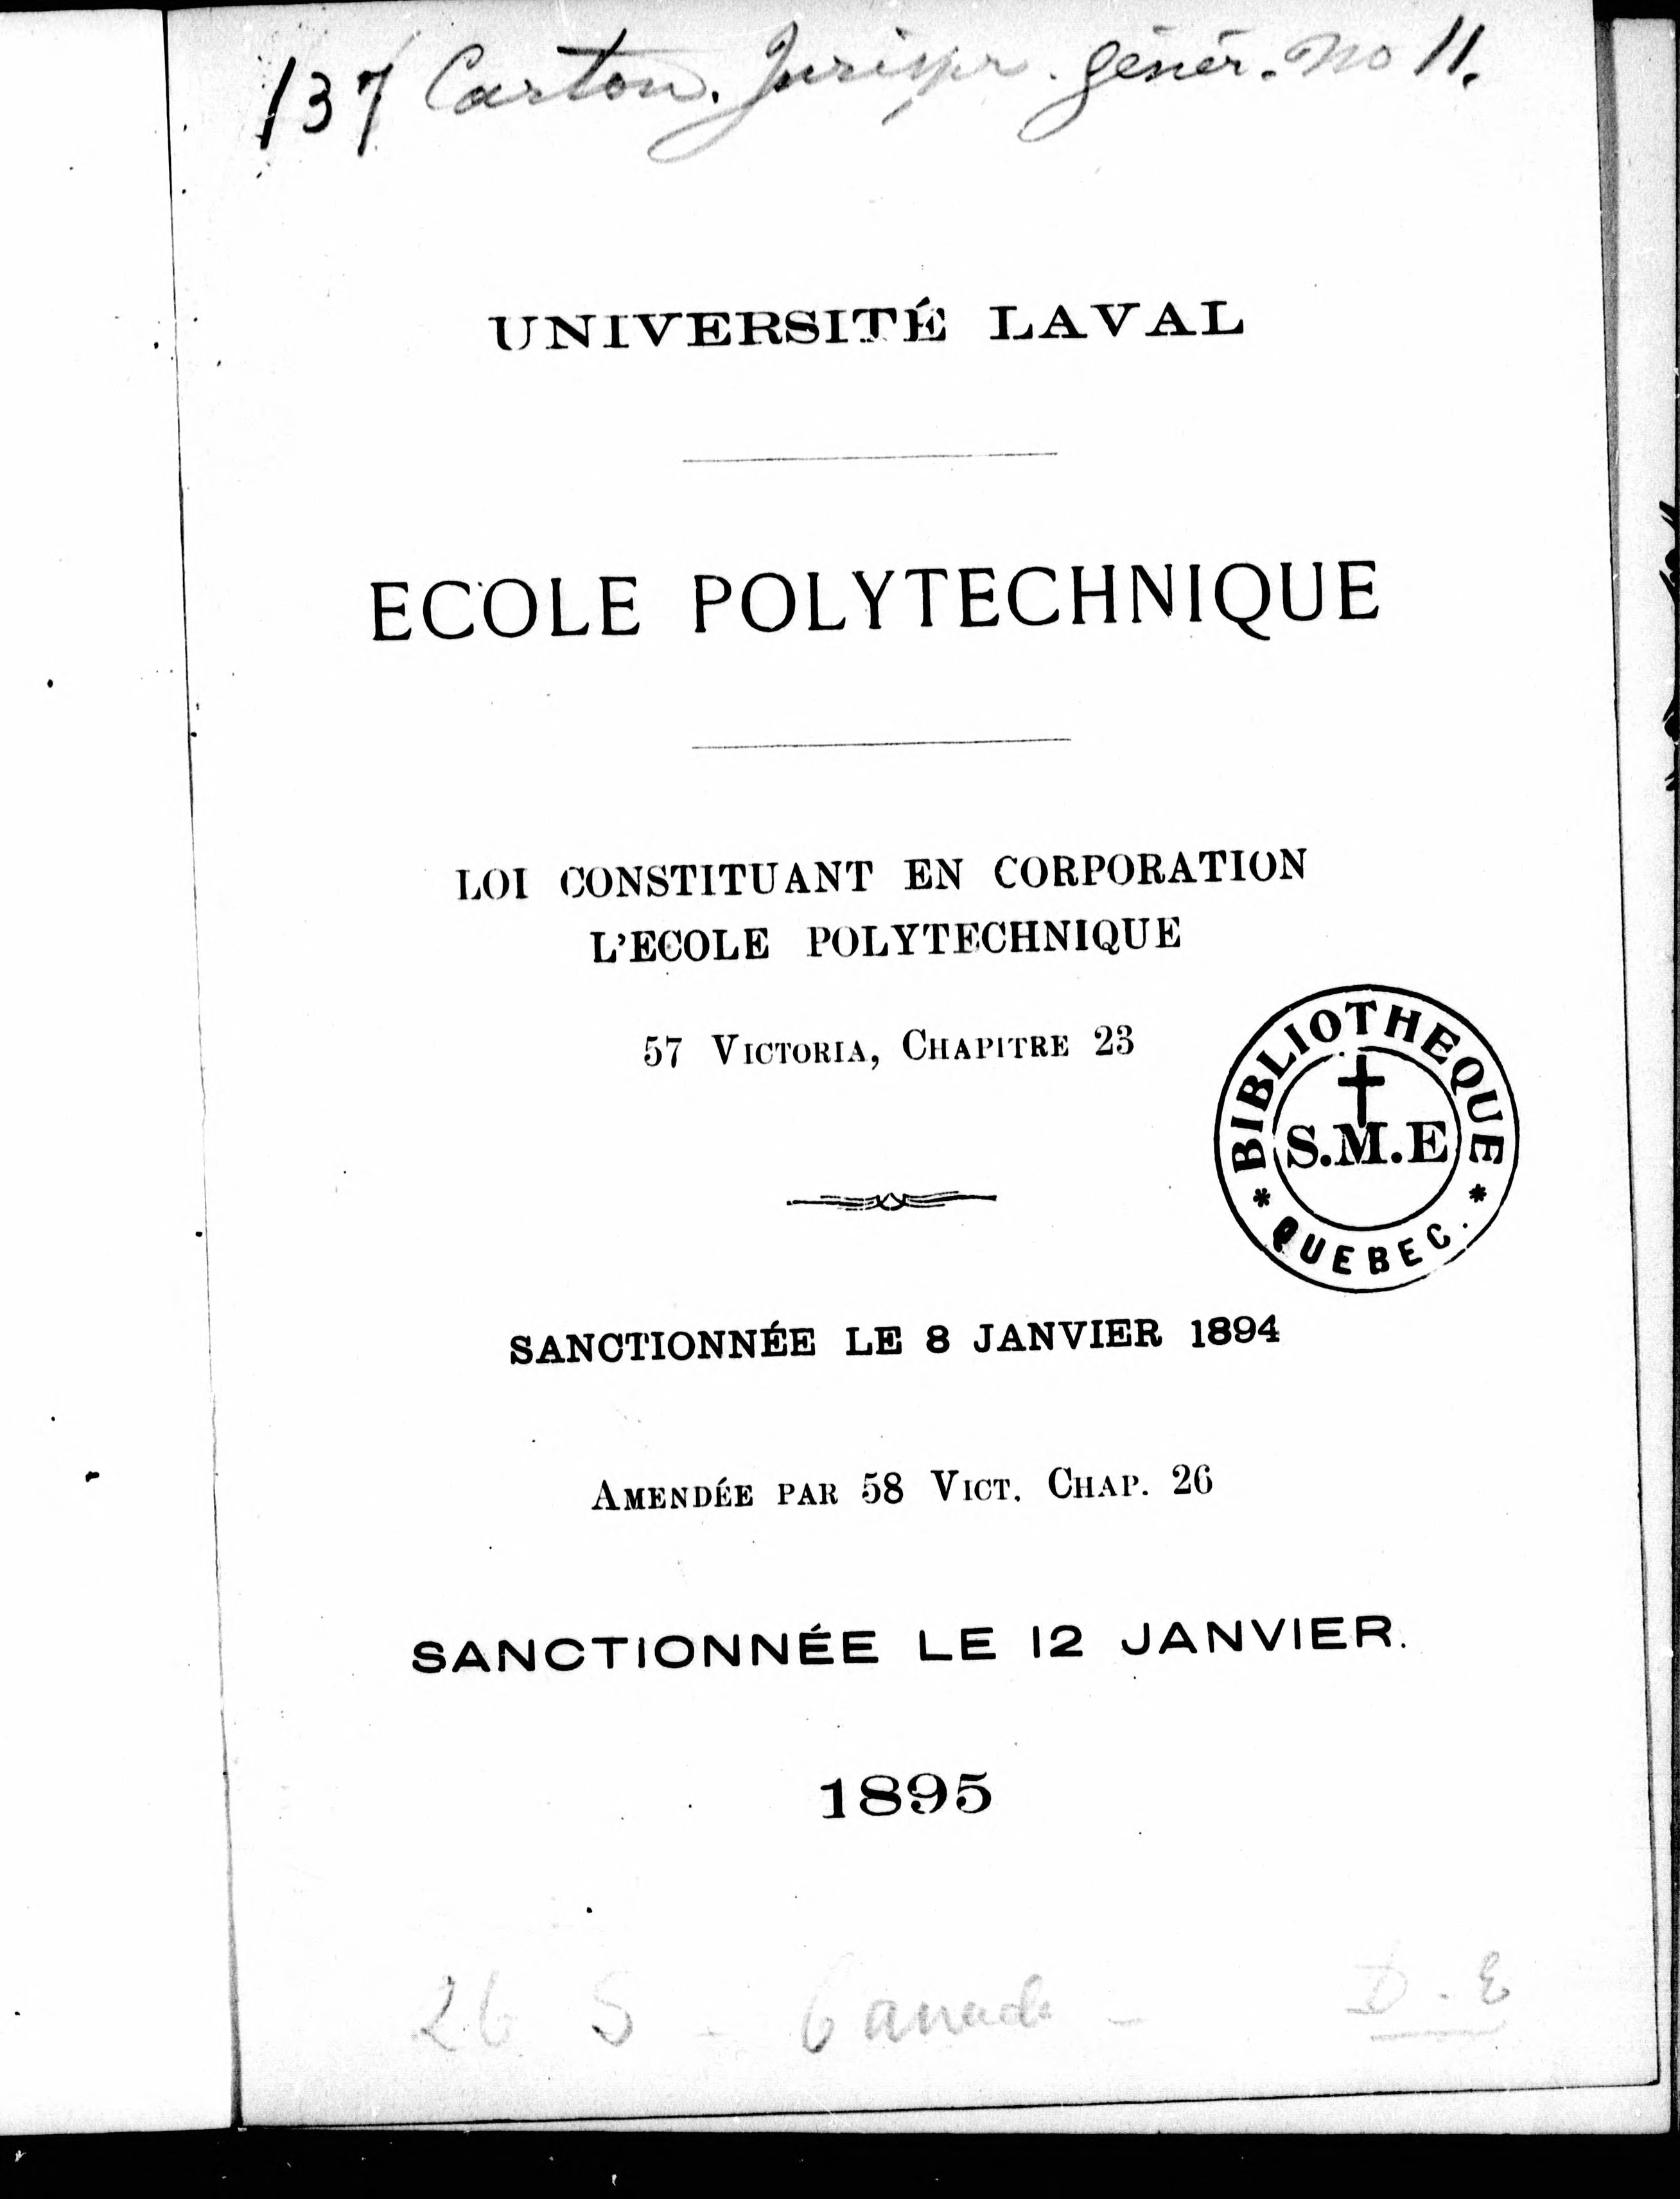 137 Carton. Jurispr. génér. No 11.
UNIVERSITÉ LAVAL
ECOLE POLYTECHNIQUE
LOI CONSTITUANT EN CORPORATION
L'ECOLE POLYTECHNIQUE
57 VICTORIA, CHAPITRE 23
BIBLIOTHEQUE
S.M.E
* QUEBEC. *
SANCTIONNÉE LE 8 JANVIER 1894
AMENDÉE PAR 58 VICT. CHAP. 26
SANCTIONNÉE LE 12 JANVIER.
1895
26 S - Canada - D. E